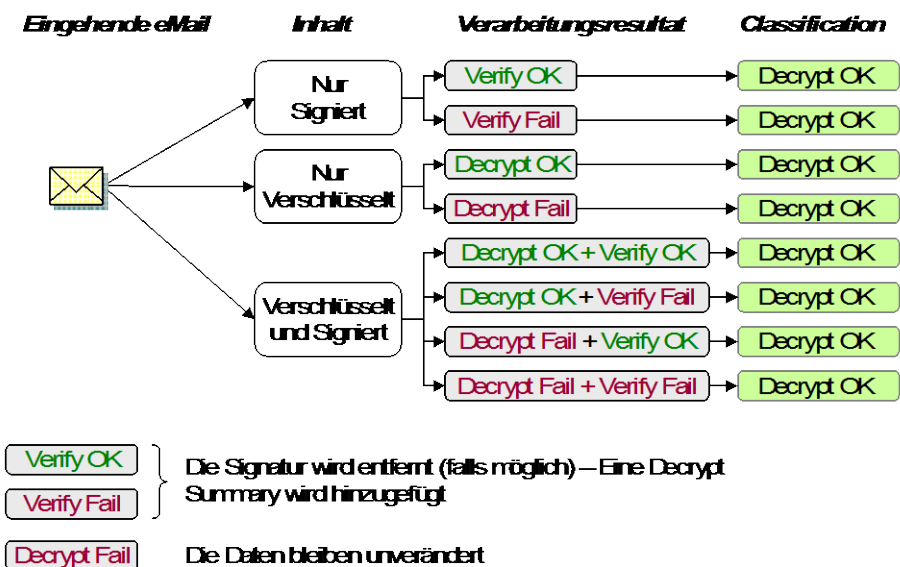 Eingehende eMail Inhalt Verarbeitungsresultat Classification
Nur
Signiert
Verify OK Decrypt OK
Verify Fail Decrypt OK
Nur
Verschlüsselt
Decrypt OK Decrypt OK
Decrypt Fail Decrypt OK
Verschlüsselt
und Signiert
Decrypt OK + Verify OK Decrypt OK
Decrypt OK + Verify Fail Decrypt OK
Decrypt Fail + Verify OK Decrypt OK
Decrypt Fail + Verify Fail Decrypt OK
Verify OK
Verify Fail
Die Signatur wird entfernt (falls möglich) – Eine Decrypt
Summary wird hinzugefügt
Decrypt Fail Die Daten bleiben unverändert